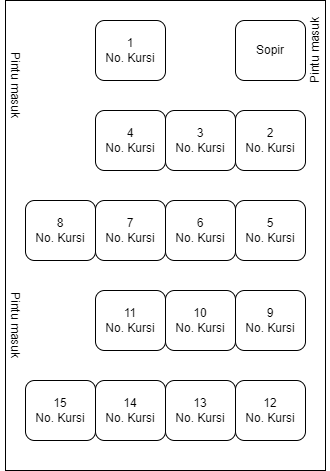 Pintu masuk
1
No. Kursi
Sopir
Pintu masuk
4
No. Kursi
3
No. Kursi
2
No. Kursi
8
No. Kursi
7
No. Kursi
6
No. Kursi
5
No. Kursi
Pintu masuk
11
No. Kursi
10
No. Kursi
9
No. Kursi
15
No. Kursi
14
No. Kursi
13
No. Kursi
12
No. Kursi